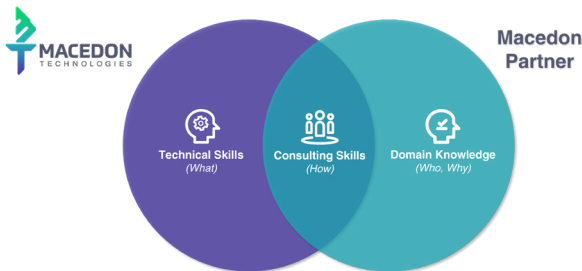 MACEDON
TECHNOLOGIES
Macedon
Partner
Technical Skills
(What)
Consulting Skills
(How)
Domain Knowledge
(Who, Why)